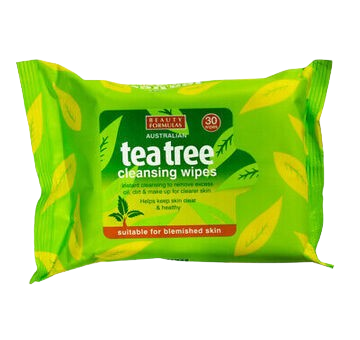 BEAUTY
FORMULAS
30
wipes
AUSTRALIAN
tea tree
cleansing wipes
instant cleansing to remove excess
oil, dirt & make up for clearer skin
Helps keep skin clear
& healthy
suitable for blemished skin